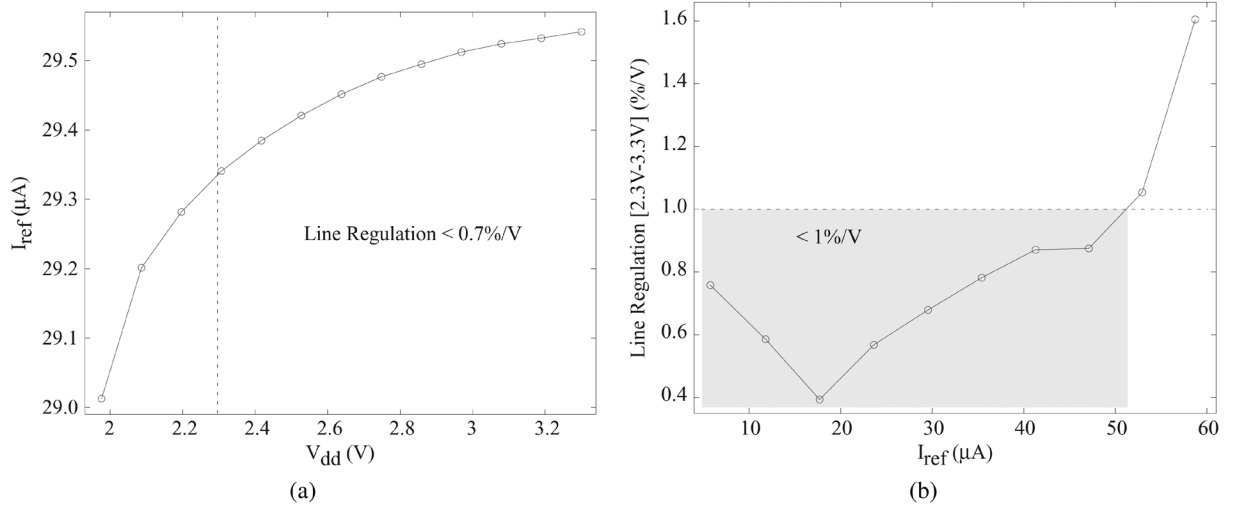 29.5
29.4
29.3
29.2
29.1
29.0
I_ref (μA)
Line Regulation < 0.7%/V
2 2.2 2.4 2.6 2.8 3 3.2
V_dd (V)
(a)
1.6
1.4
1.2
1.0
0.8
0.6
0.4
Line Regulation [2.3V-3.3V] (%/V)
< 1%/V
10 20 30 40 50 60
I_ref (μA)
(b)